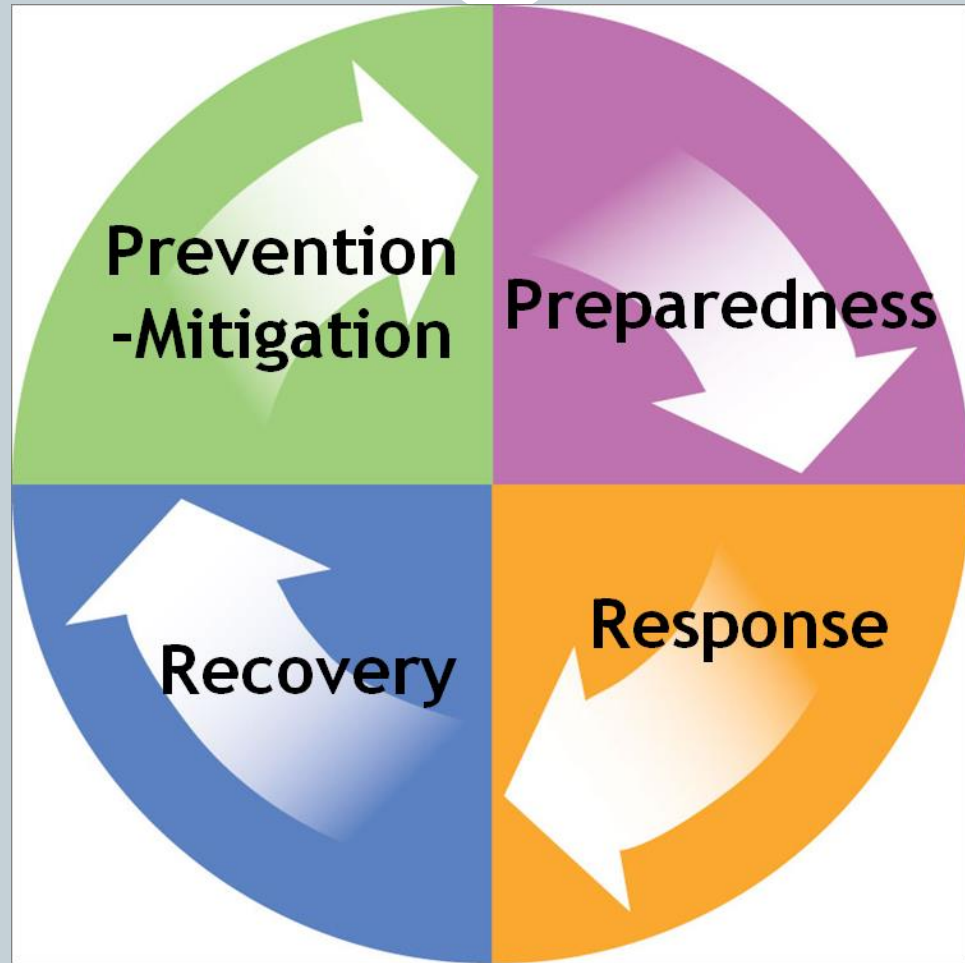 Prevention
-Mitigation
Preparedness
Response
Recovery